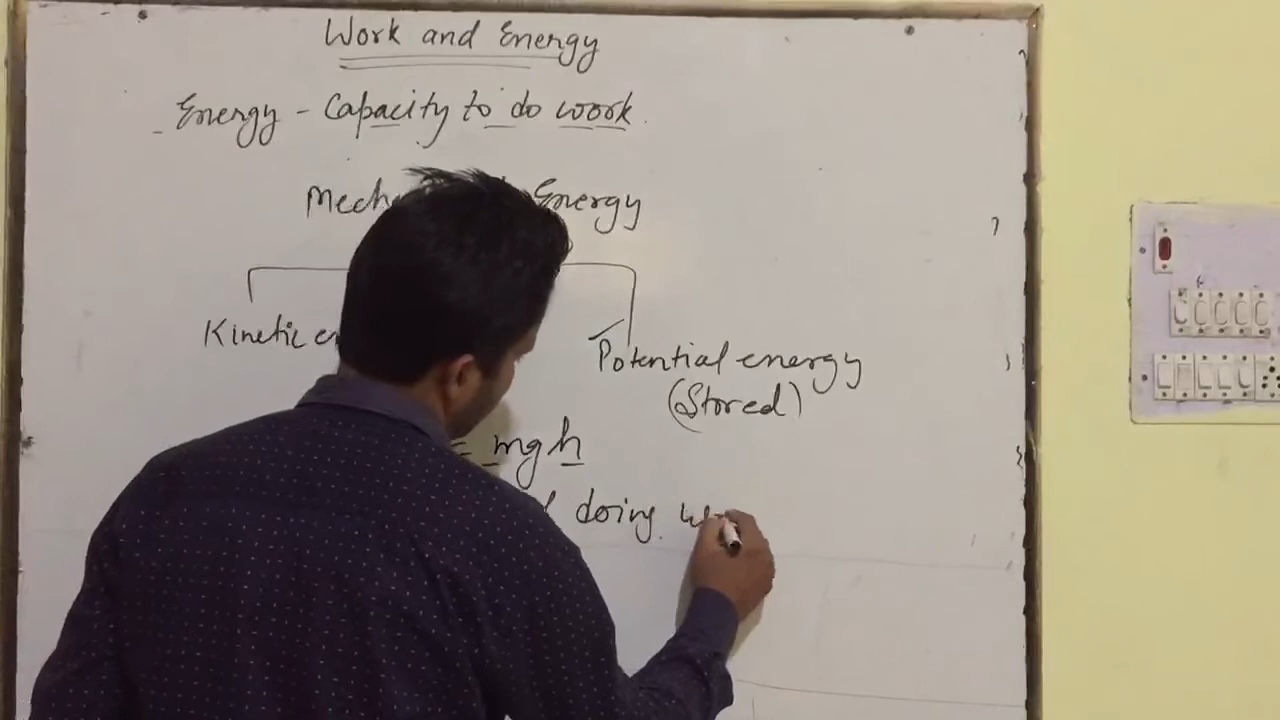 Work and Energy
Energy - Capacity to do work.
Energy
Kinetic
Potential energy
(Stored)
= mgh
doing